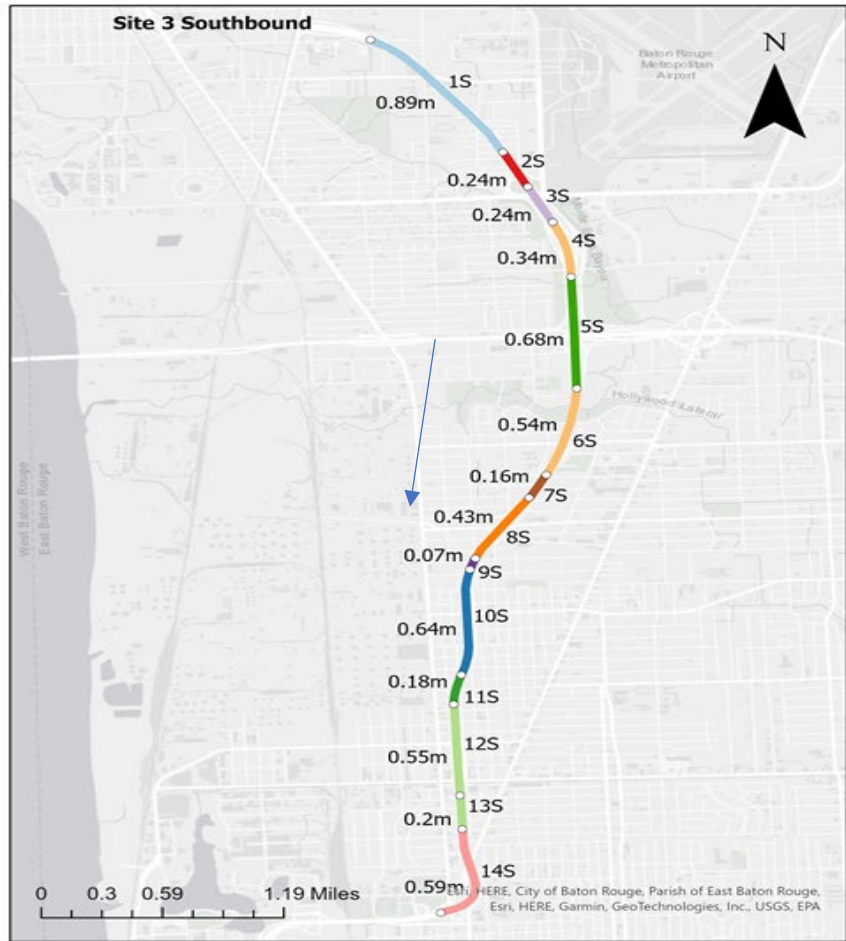 Site 3 Southbound
Baton Rouge
Metropolitan
Airport
N
1S
0.89m
2S
0.24m
3S
0.24m
4S
0.34m
5S
0.68m
Hollywood Lateral
0.54m
6S
0.16m
7S
0.43m
8S
0.07m
9S
10S
0.64m
0.18m
11S
12S
0.55m
13S
0.2m
14S
0.59m
West Baton Rouge
East Baton Rouge
0 0.3 0.59 1.19 Miles
Esri, HERE, City of Baton Rouge, Parish of East Baton Rouge,
Esri, HERE, Garmin, GeoTechnologies, Inc., USGS, EPA